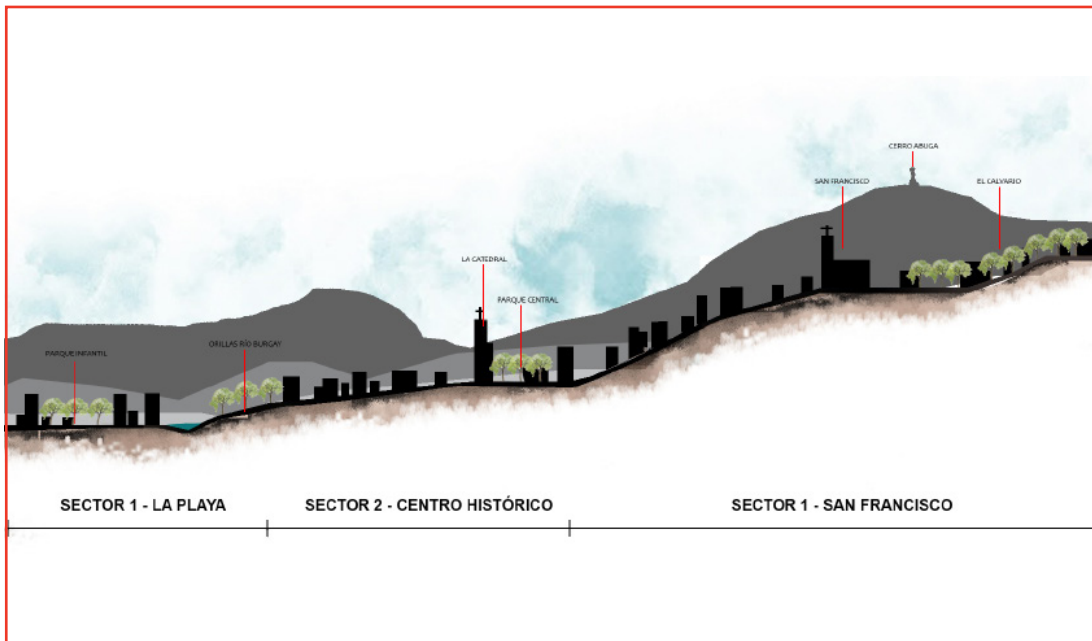 CERRO ABUGA
SAN FRANCISCO
EL CALVARIO
LA CATEDRAL
PARQUE CENTRAL
ORILLAS RÍO BURGAY
PARQUE INFANTIL
SECTOR 1 - LA PLAYA
SECTOR 2 - CENTRO HISTÓRICO
SECTOR 1 - SAN FRANCISCO